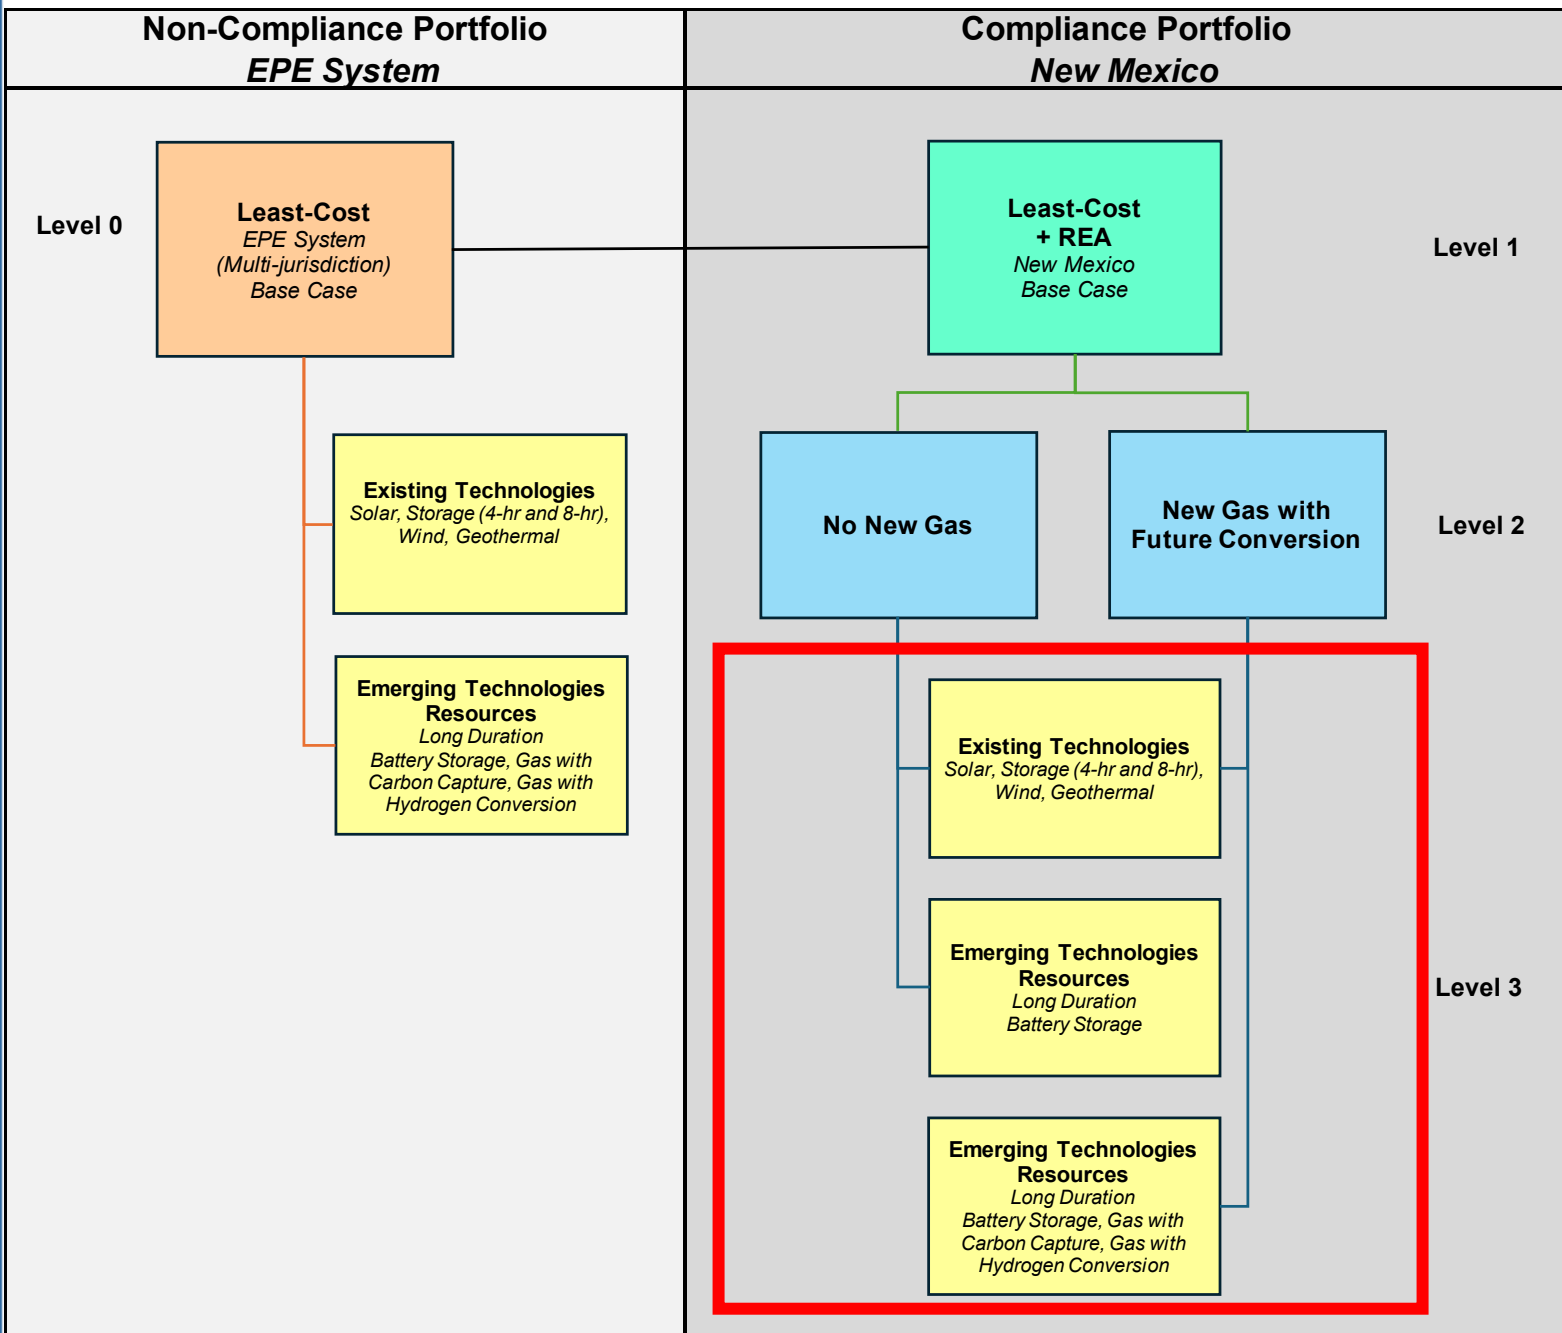 Non-Compliance Portfolio
EPE System
Compliance Portfolio
New Mexico
Level 0
Least-Cost
EPE System
(Multi-jurisdiction)
Base Case
Least-Cost
+ REA
New Mexico
Base Case
Level 1
Existing Technologies
Solar, Storage (4-hr and 8-hr),
Wind, Geothermal
Emerging Technologies
Resources
Long Duration
Battery Storage, Gas with
Carbon Capture, Gas with
Hydrogen Conversion
No New Gas
New Gas with
Future Conversion
Level 2
Existing Technologies
Solar, Storage (4-hr and 8-hr),
Wind, Geothermal
Emerging Technologies
Resources
Long Duration
Battery Storage
Level 3
Emerging Technologies
Resources
Long Duration
Battery Storage, Gas with
Carbon Capture, Gas with
Hydrogen Conversion